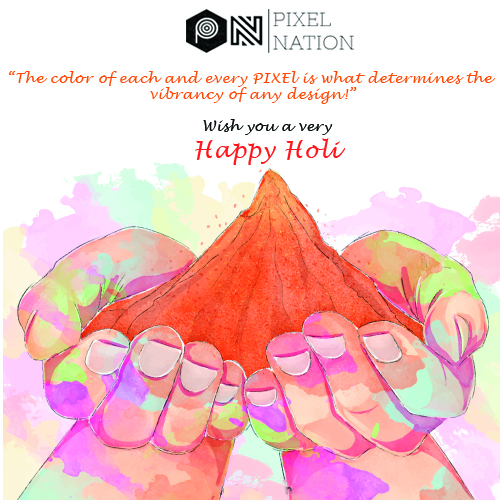 PN PIXEL
NATION
“The color of each and every PIXEl is what determines the
vibrancy of any design!”
Wish you a very
Happy Holi